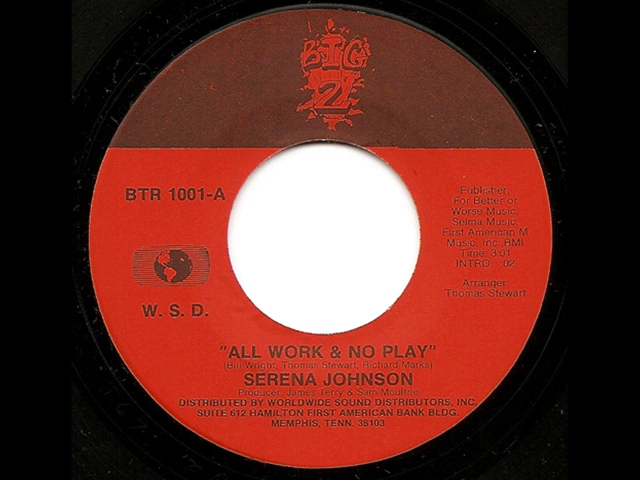 BIG
2
BTR 1001-A
Publisher:
For Better or
Worse Music,
Selma Music,
First American M
Music, Inc. BMI
Time: 3:01
INTRO: :02
Arranger:
Thomas Stewart
W. S. D.
"ALL WORK & NO PLAY"
(Bill Wright, Thomas Stewart, Richard Marks)
SERENA JOHNSON
Producer: James Terry & Sam Moultrie
DISTRIBUTED BY WORLDWIDE SOUND DISTRIBUTORS, INC.
SUITE 612 HAMILTON FIRST AMERICAN BANK BLDG.
MEMPHIS, TENN. 38103